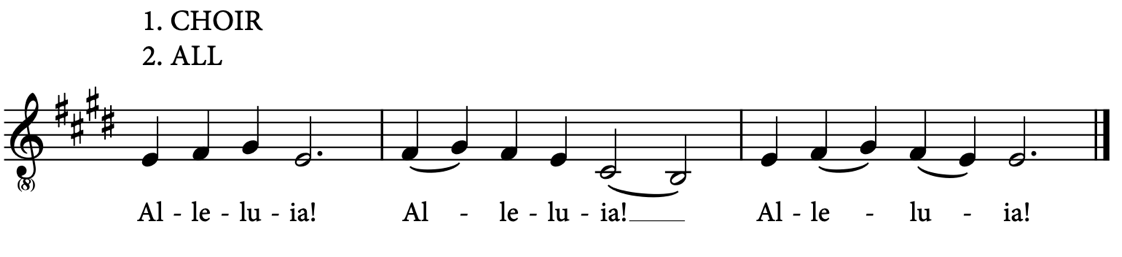 1. CHOIR
2. ALL
(8)
Al - le - lu - ia! Al - le - lu - ia! Al - le - lu - ia!